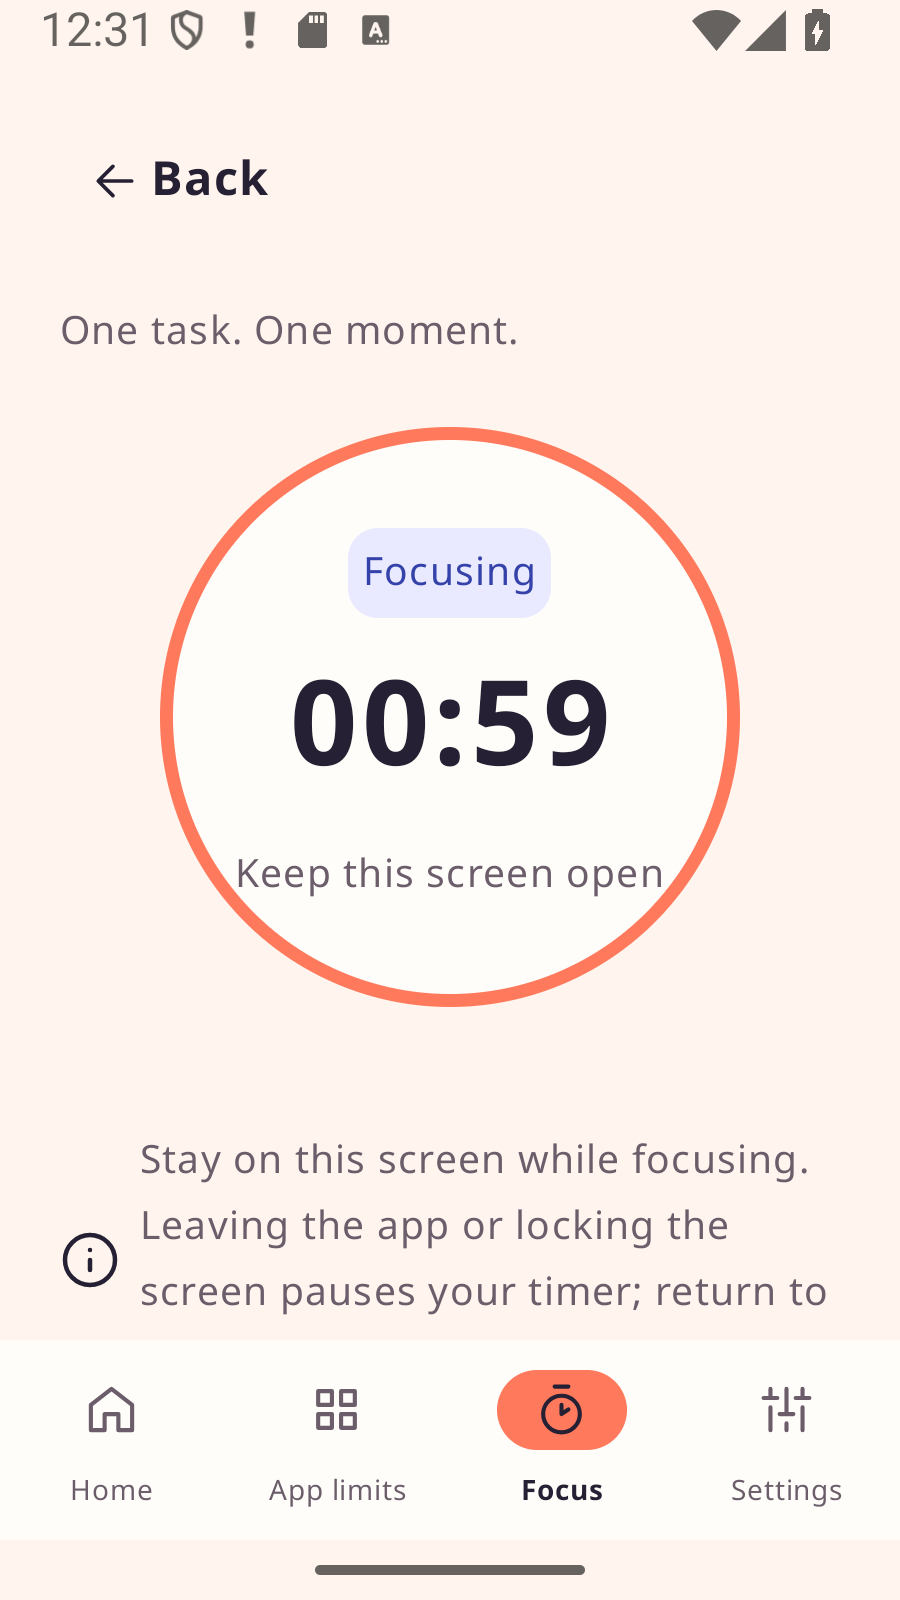 12:31
Back
One task. One moment.
Focusing
00:59
Keep this screen open
Stay on this screen while focusing.
Leaving the app or locking the
screen pauses your timer; return to
Home
App limits
Focus
Settings